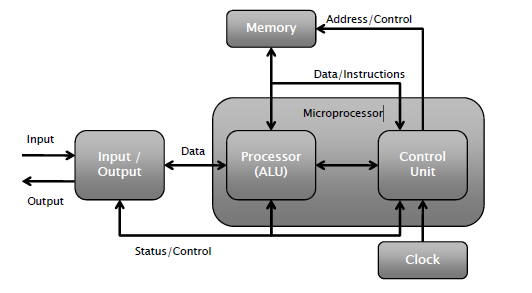 Memory
Address/Control
Data/Instructions
Microprocessor
Input
Input /
Output
Data
Processor
(ALU)
Control
Unit
Output
Status/Control
Clock